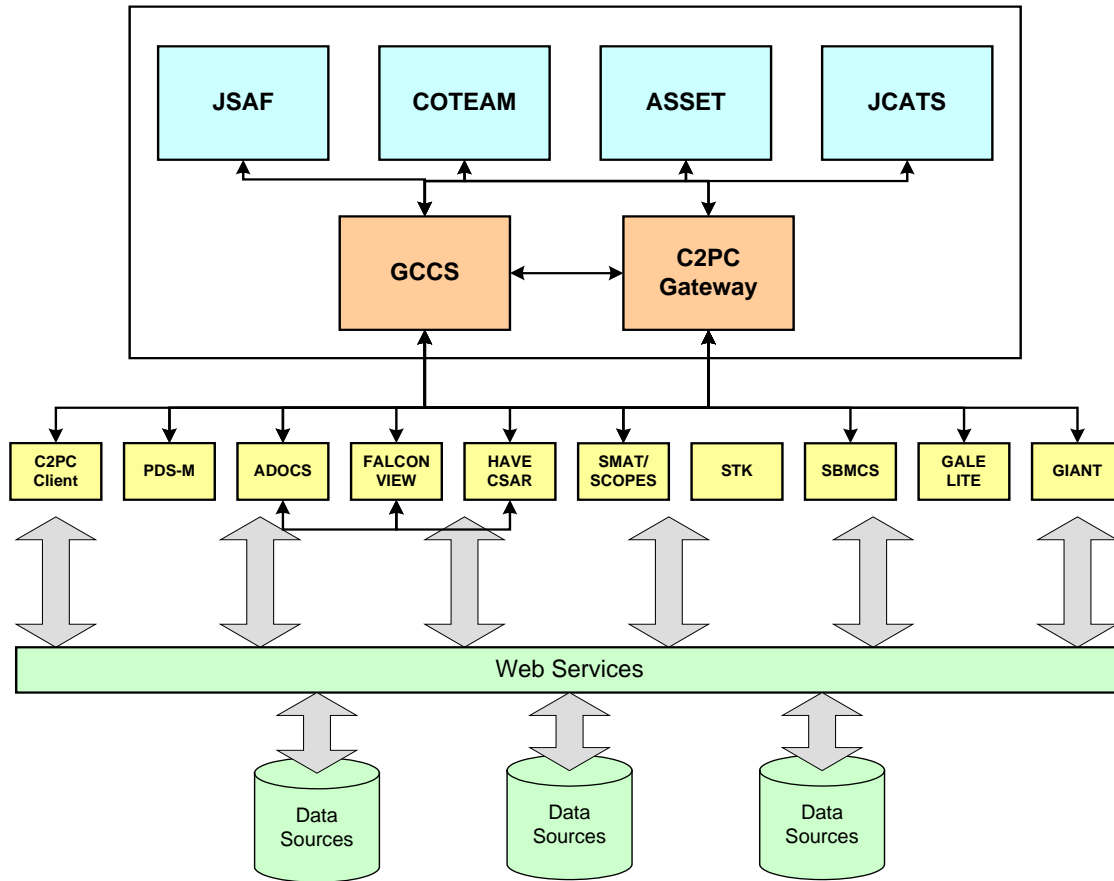 JSAF
COTEAM
ASSET
JCATS
GCCS
C2PC
Gateway
C2PC
Client
PDS-M
ADOCS
FALCON
VIEW
HAVE
CSAR
SMAT/
SCOPES
STK
SBMCS
GALE
LITE
GIANT
Web Services
Data
Sources
Data
Sources
Data
Sources